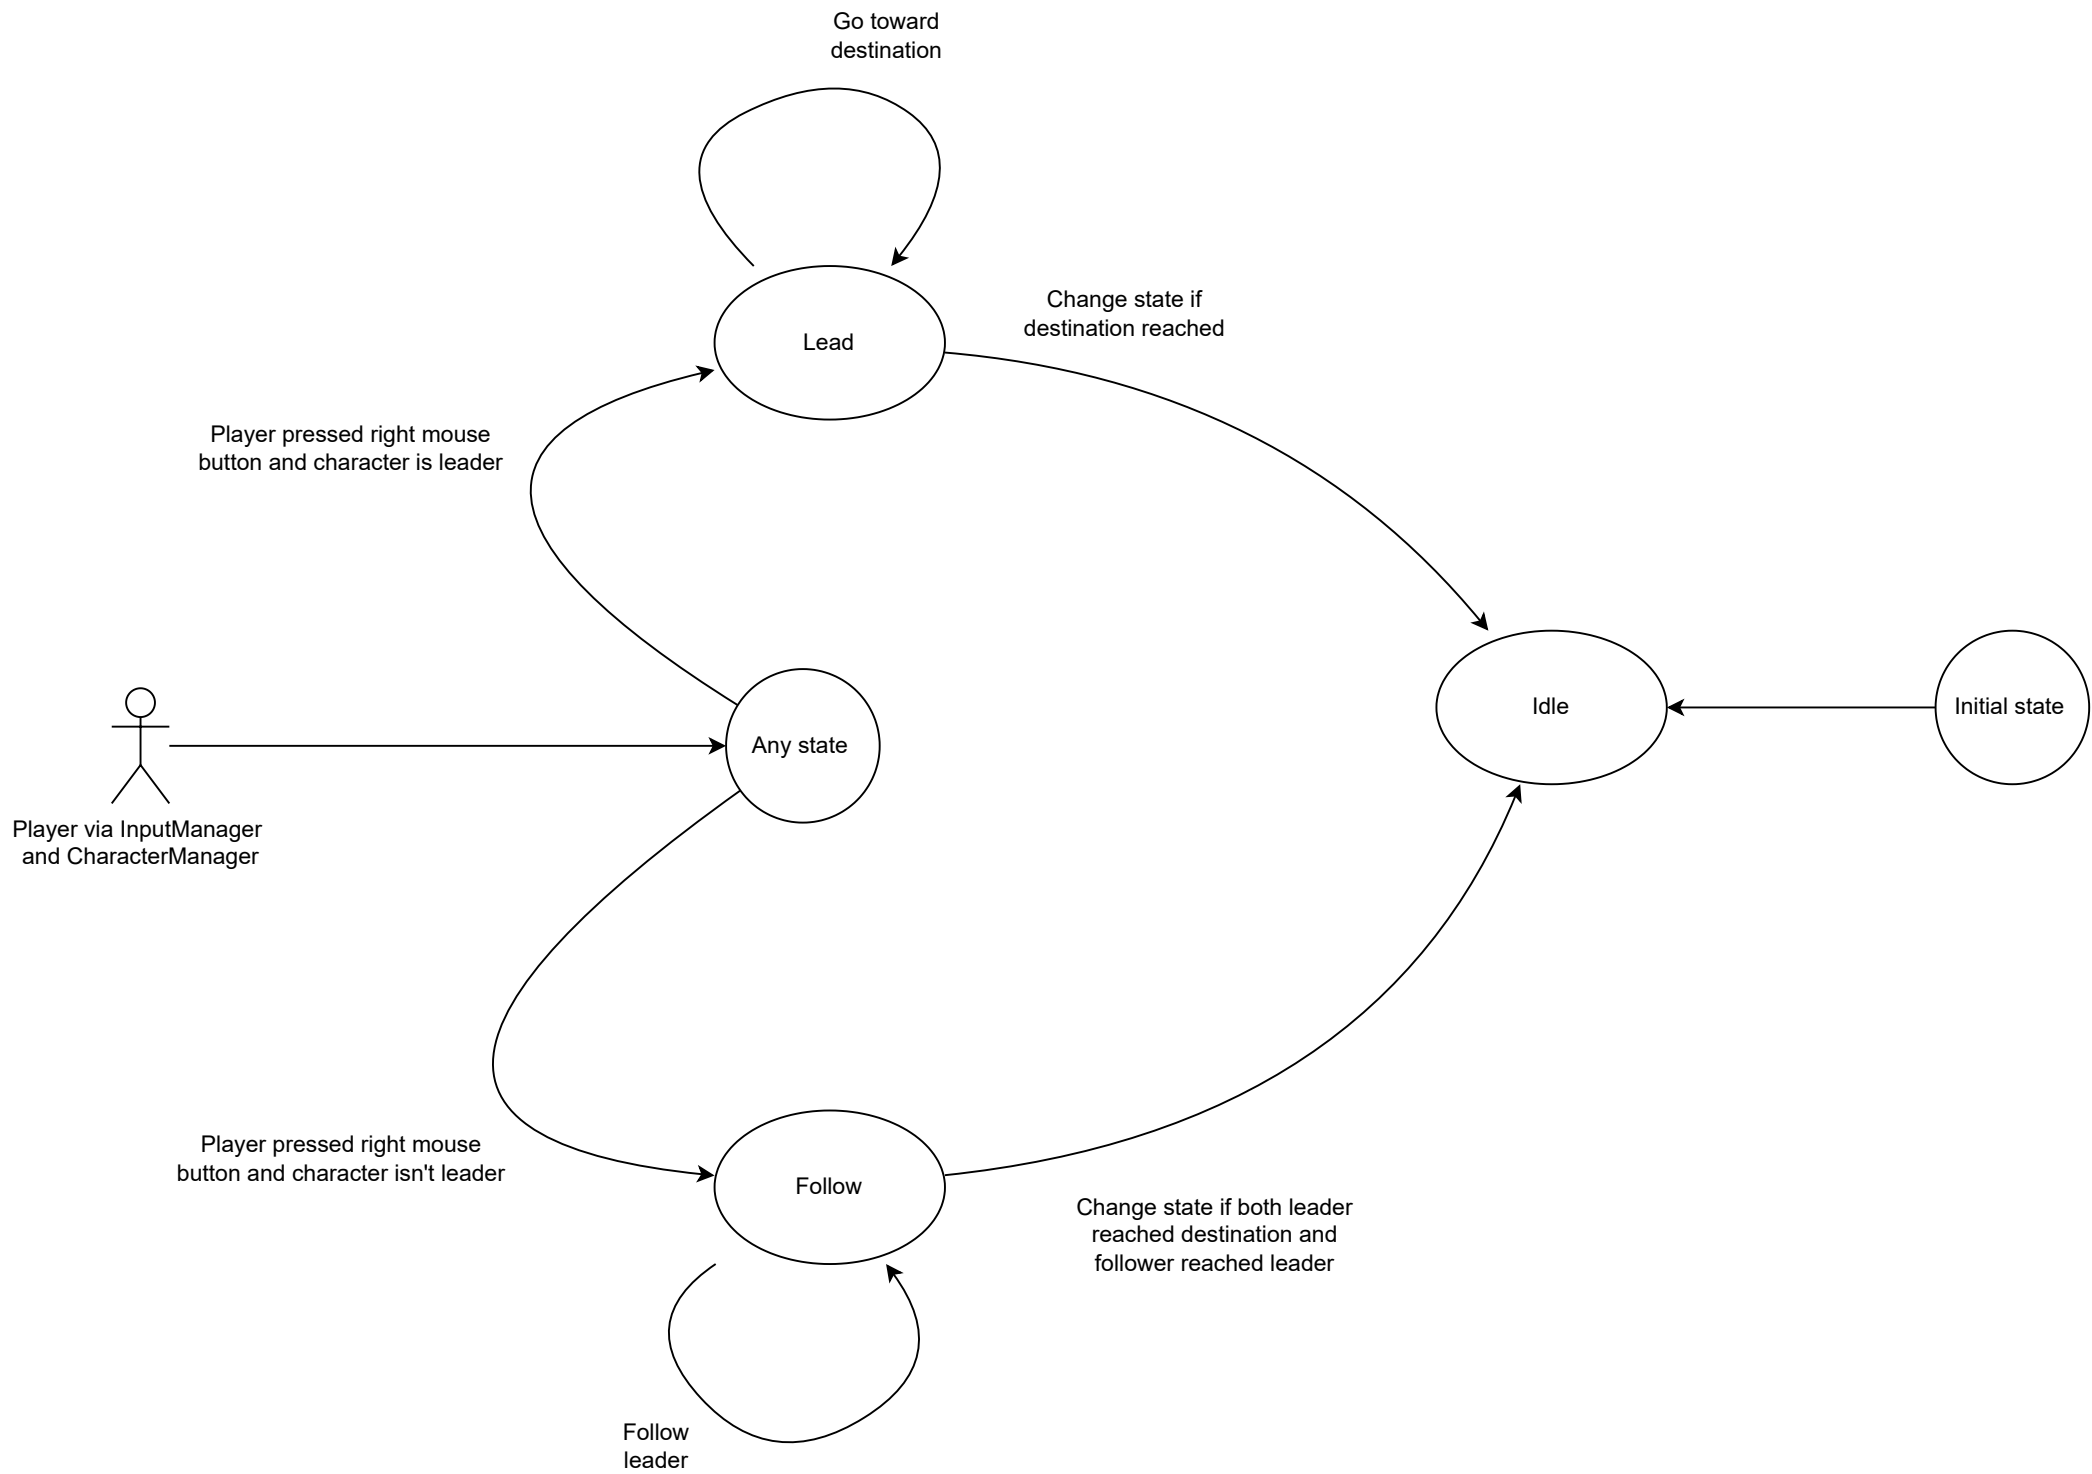 Go toward
destination
Lead
Change state if
destination reached
Player pressed right mouse
button and character is leader
Any state
Idle
Initial state
Player via InputManager
and CharacterManager
Player pressed right mouse
button and character isn't leader
Follow
Change state if both leader
reached destination and
follower reached leader
Follow
leader